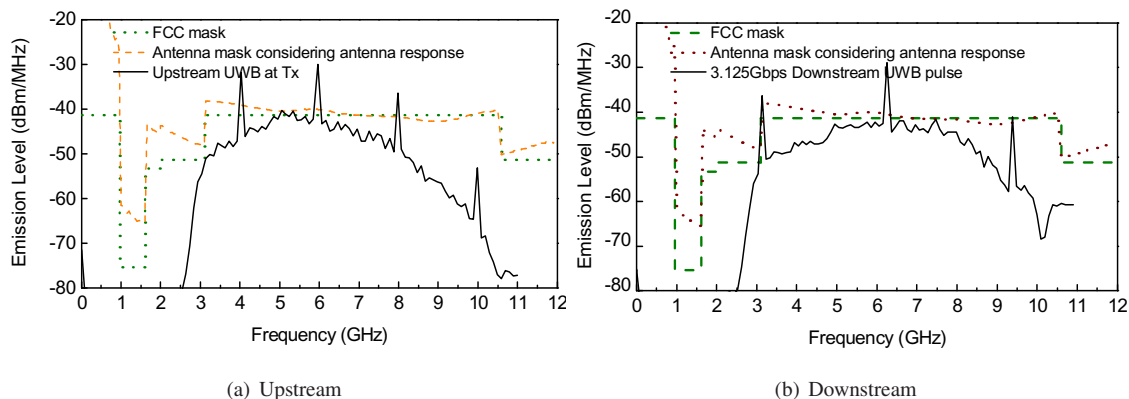 -20
-30
-40
-50
-60
-70
-80
Emission Level (dBm/MHz)
FCC mask
Antenna mask considering antenna response
Upstream UWB at Tx
0 1 2 3 4 5 6 7 8 9 10 11 12
Frequency (GHz)
(a) Upstream
-20
-30
-40
-50
-60
-70
-80
Emission Level (dBm/MHz)
FCC mask
Antenna mask considering antenna response
3.125Gbps Downstream UWB pulse
0 1 2 3 4 5 6 7 8 9 10 11 12
Frequency (GHz)
(b) Downstream